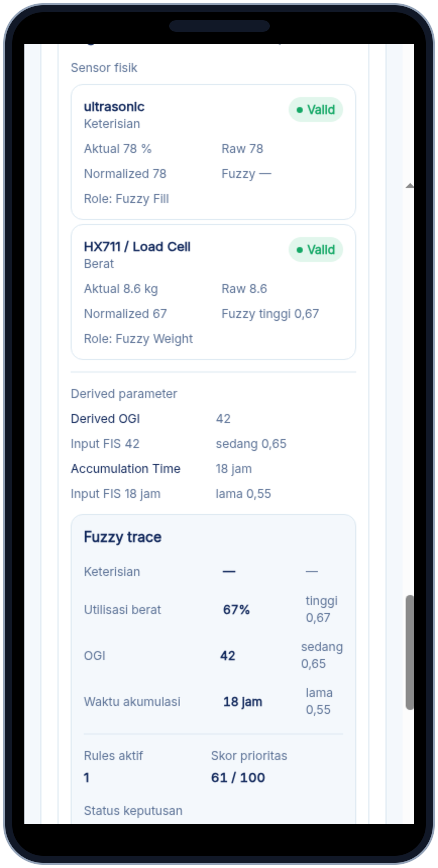 Sensor fisik
ultrasonic
Valid
Keterisian
Aktual 78 % Raw 78
Normalized 78 Fuzzy —
Role: Fuzzy Fill
HX711 / Load Cell
Valid
Berat
Aktual 8.6 kg Raw 8.6
Normalized 67 Fuzzy tinggi 0,67
Role: Fuzzy Weight
Derived parameter
Derived OGI 42
Input FIS 42 sedang 0,65
Accumulation Time 18 jam
Input FIS 18 jam lama 0,55
Fuzzy trace
Keterisian — —
Utilisasi berat 67% tinggi
0,67
OGI 42 sedang
0,65
Waktu akumulasi 18 jam lama
0,55
Rules aktif Skor prioritas
1 61 / 100
Status keputusan